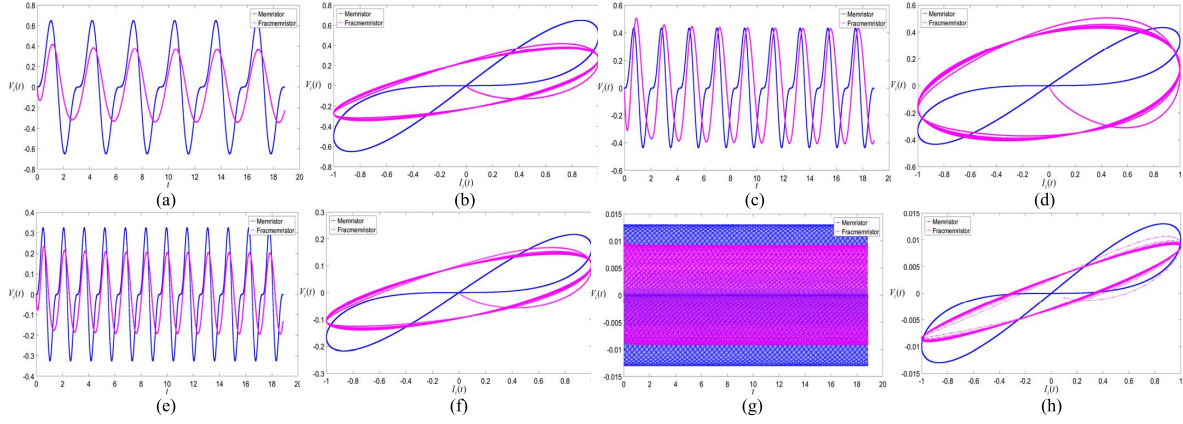 0.8
0.6
0.4
0.2
0
-0.2
-0.4
-0.6
-0.8
V_i(t)
Memristor
Fracmemristor
0 2 4 6 8 10 12 14 16 18 20
t
(a)
0.8
0.6
0.4
0.2
0
-0.2
-0.4
-0.6
-0.8
V_i(t)
Memristor
Fracmemristor
-1 -0.8 -0.6 -0.4 -0.2 0 0.2 0.4 0.6 0.8 1
I_i(t)
(b)
0.6
0.4
0.2
0
-0.2
-0.4
-0.6
V_i(t)
Memristor
Fracmemristor
0 2 4 6 8 10 12 14 16 18 20
t
(c)
0.6
0.4
0.2
0
-0.2
-0.4
-0.6
V_i(t)
Memristor
Fracmemristor
-1 -0.8 -0.6 -0.4 -0.2 0 0.2 0.4 0.6 0.8 1
I_i(t)
(d)
0.4
0.3
0.2
0.1
0
-0.1
-0.2
-0.3
-0.4
V_i(t)
Memristor
Fracmemristor
0 2 4 6 8 10 12 14 16 18 20
t
(e)
0.3
0.2
0.1
0
-0.1
-0.2
-0.3
V_i(t)
Memristor
Fracmemristor
-1 -0.8 -0.6 -0.4 -0.2 0 0.2 0.4 0.6 0.8 1
I_i(t)
(f)
0.015
0.01
0.005
0
-0.005
-0.01
-0.015
V_i(t)
Memristor
Fracmemristor
0 2 4 6 8 10 12 14 16 18 20
t
(g)
0.015
0.01
0.005
0
-0.005
-0.01
-0.015
V_i(t)
Memristor
Fracmemristor
-1 -0.8 -0.6 -0.4 -0.2 0 0.2 0.4 0.6 0.8 1
I_i(t)
(h)